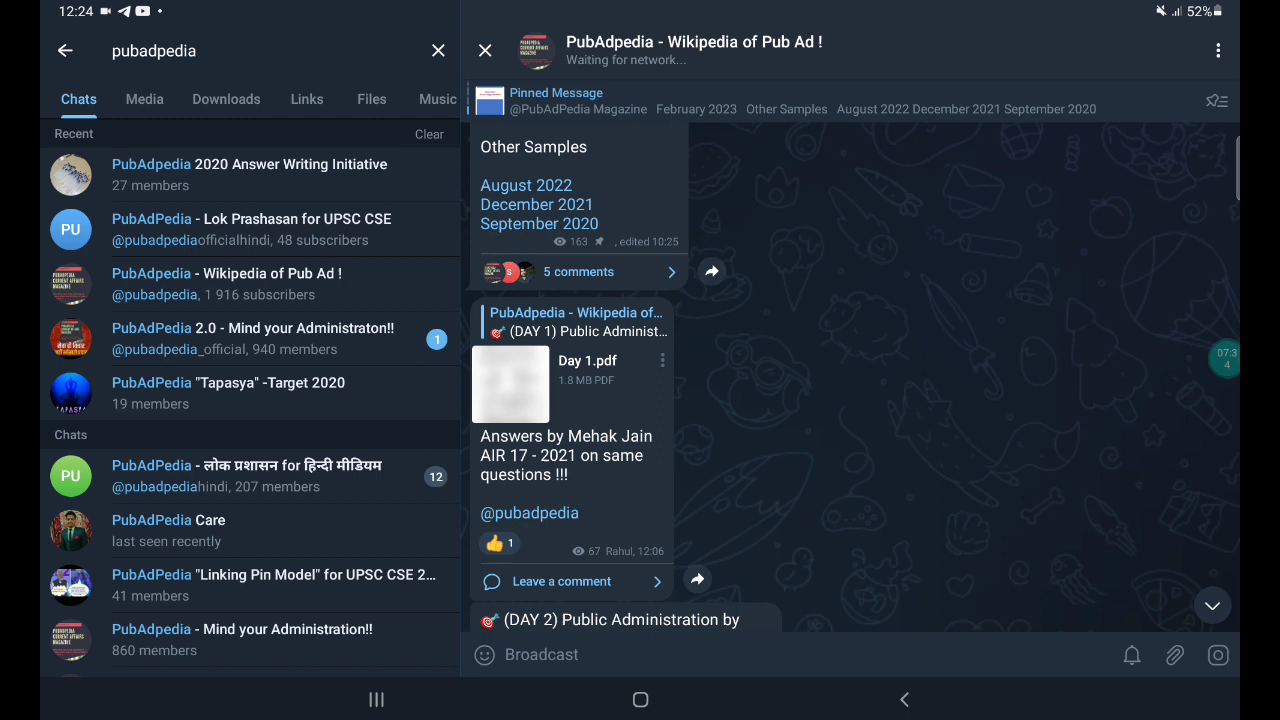 12:24
52%
pubadpedia
Chats
Media
Downloads
Links
Files
Music
Recent
Clear
PubAdpedia 2020 Answer Writing Initiative
27 members
PU
PubAdPedia - Lok Prashasan for UPSC CSE
@pubadpediaofficialhindi, 48 subscribers
PubAdpedia - Wikipedia of Pub Ad !
@pubadpedia, 1 916 subscribers
PubAdPedia 2.0 - Mind your Administraton!!
@pubadpedia_official, 940 members
1
PubAdPedia "Tapasya" -Target 2020
19 members
Chats
PU
PubAdPedia - लोक प्रशासन for हिन्दी मीडियम
@pubadpediahindi, 207 members
12
PubAdPedia Care
last seen recently
PubAdPedia "Linking Pin Model" for UPSC CSE 2...
41 members
PubAdPedia - Mind your Administration!!
860 members
PubAdpedia - Wikipedia of Pub Ad !
Waiting for network...
Pinned Message
@PubAdPedia Magazine February 2023 Other Samples August 2022 December 2021 September 2020
Other Samples
August 2022
December 2021
September 2020
163 , edited 10:25
S
5 comments
PubAdpedia - Wikipedia of...
(DAY 1) Public Administ...
Day 1.pdf
1.8 MB PDF
Answers by Mehak Jain
AIR 17 - 2021 on same
questions !!!
@pubadpedia
👍 1
67 Rahul, 12:06
Leave a comment
(DAY 2) Public Administration by
Broadcast
07:3
4